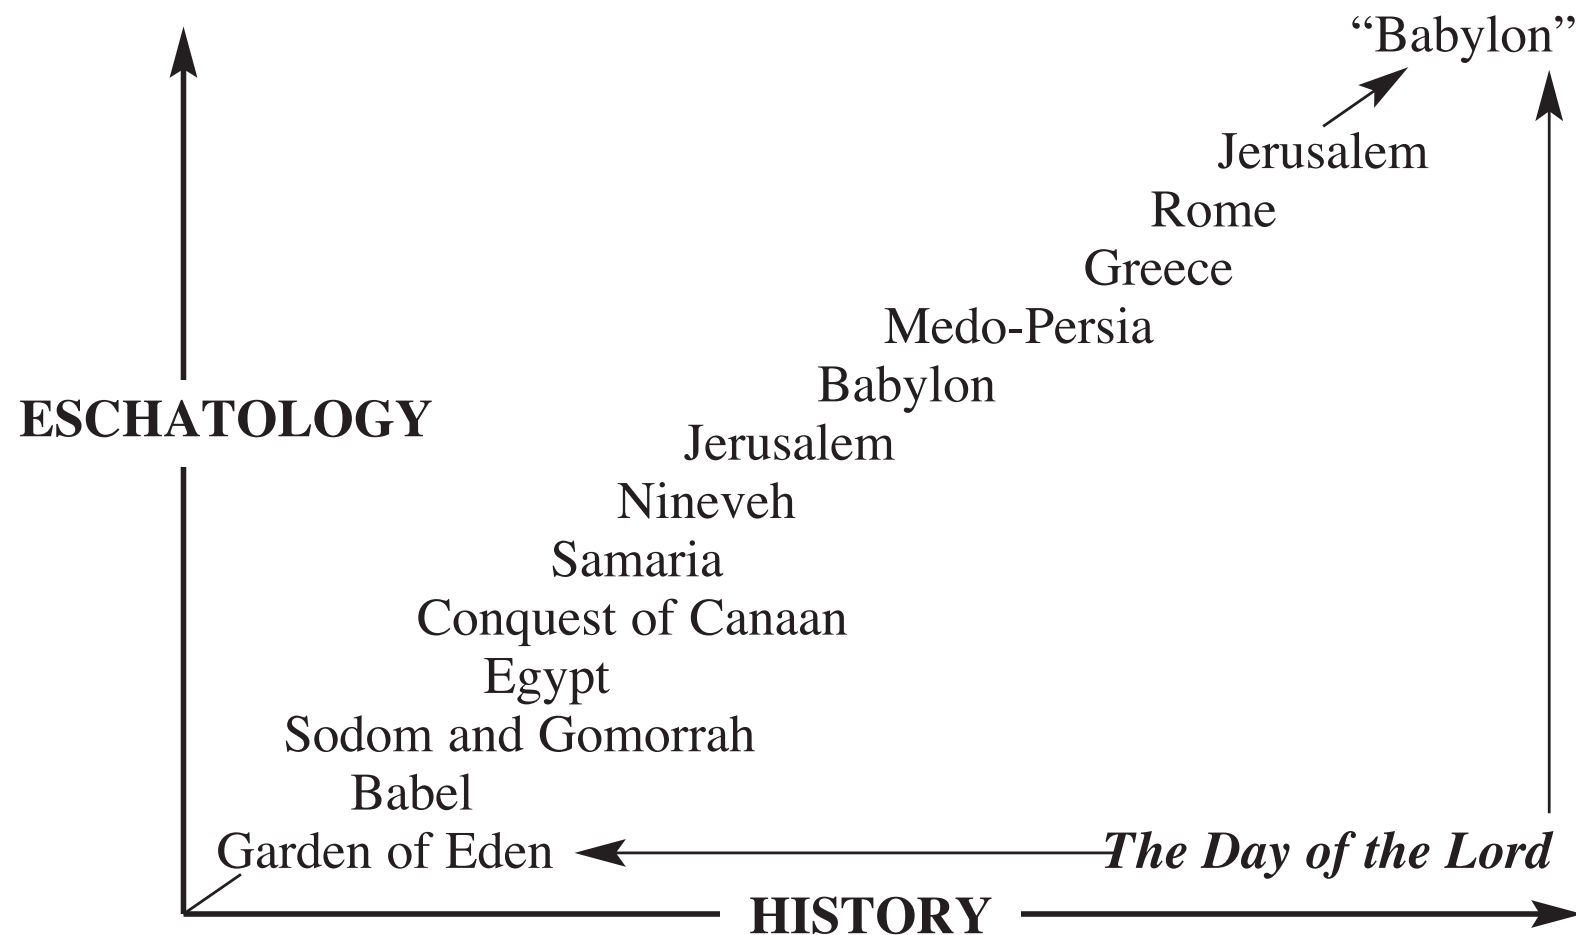 “Babylon”
Jerusalem
Rome
Greece
Medo-Persia
Babylon
ESCHATOLOGY
Jerusalem
Nineveh
Samaria
Conquest of Canaan
Egypt
Sodom and Gomorrah
Babel
Garden of Eden
The Day of the Lord
HISTORY